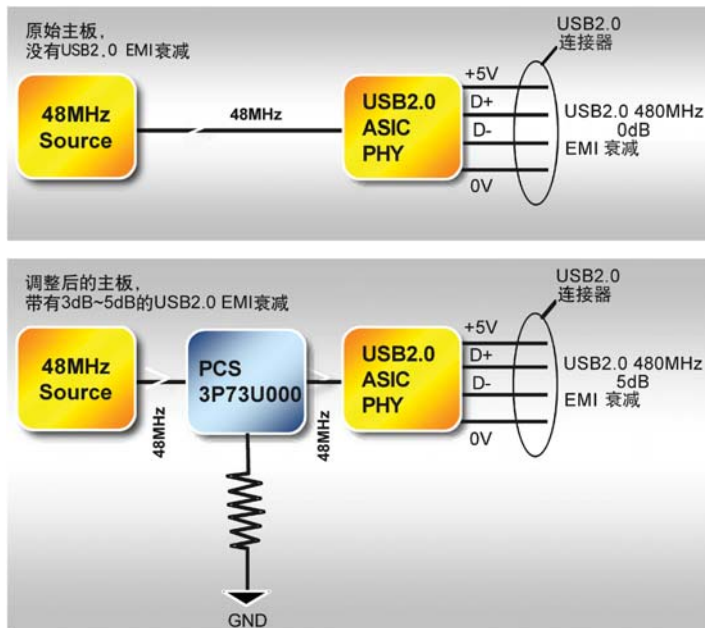 原始主板，
没有USB2.0 EMI衰减
USB2.0
连接器
48MHz
Source
48MHz
USB2.0
ASIC
PHY
+5V
D+
D-
0V
USB2.0 480MHz
0dB
EMI 衰减
调整后的主板，
带有3dB~5dB的USB2.0 EMI衰减
USB2.0
连接器
48MHz
Source
48MHz
PCS
3P73U000
48MHz
USB2.0
ASIC
PHY
+5V
D+
D-
0V
USB2.0 480MHz
5dB
EMI 衰减
GND